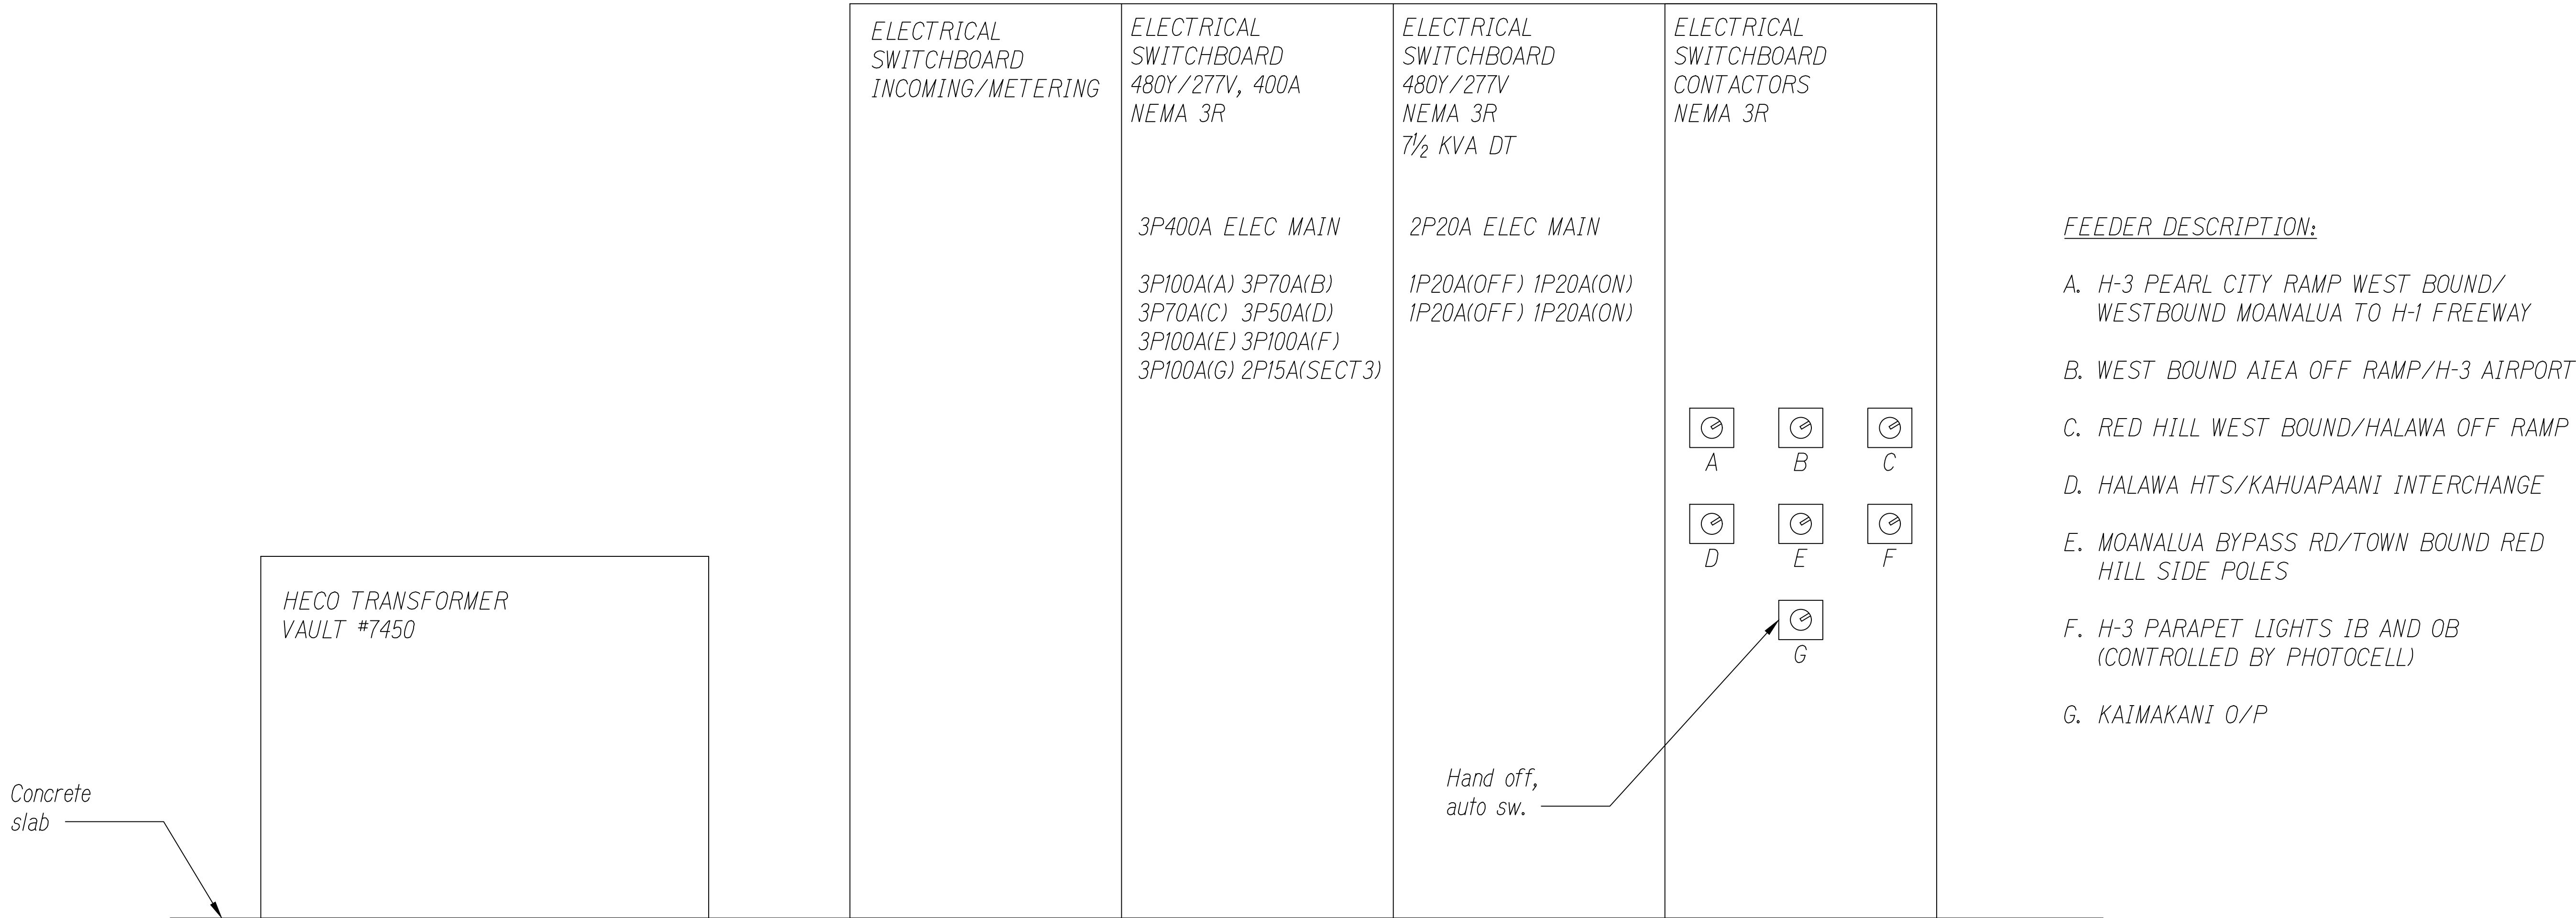 ELECTRICAL
SWITCHBOARD
INCOMING/METERING
ELECTRICAL
SWITCHBOARD
480Y/277V, 400A
NEMA 3R
3P400A ELEC MAIN
3P100A(A) 3P70A(B)
3P70A(C) 3P50A(D)
3P100A(E) 3P100A(F)
3P100A(G) 2P15A(SECT 3)
ELECTRICAL
SWITCHBOARD
480Y/277V
NEMA 3R
7½ KVA DT
2P20A ELEC MAIN
1P20A(OFF) 1P20A(ON)
1P20A(OFF) 1P20A(ON)
ELECTRICAL
SWITCHBOARD
CONTACTORS
NEMA 3R
A B C
D E F
G
Hand off,
auto sw.
HECO TRANSFORMER
VAULT #7450
Concrete
slab
FEEDER DESCRIPTION:
A. H-3 PEARL CITY RAMP WEST BOUND/
WESTBOUND MOANALUA TO H-1 FREEWAY
B. WEST BOUND AIEA OFF RAMP/H-3 AIRPORT
C. RED HILL WEST BOUND/HALAWA OFF RAMP
D. HALAWA HTS/KAHUAPAANI INTERCHANGE
E. MOANALUA BYPASS RD/TOWN BOUND RED
HILL SIDE POLES
F. H-3 PARAPET LIGHTS IB AND OB
(CONTROLLED BY PHOTOCELL)
G. KAIMAKANI O/P